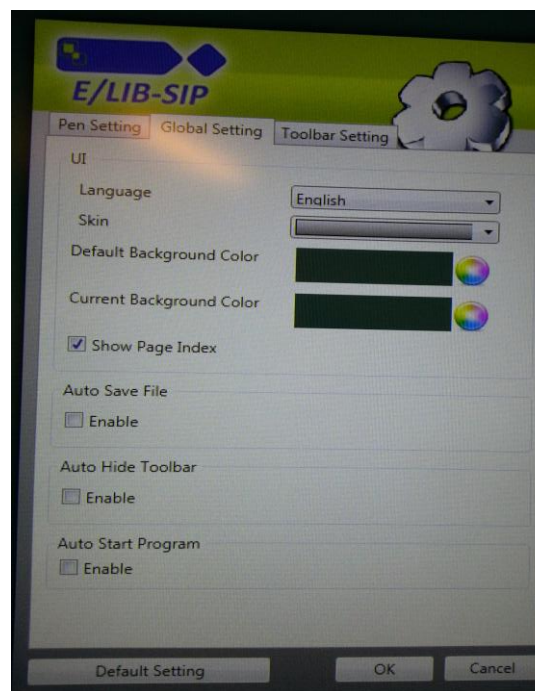 E/LIB-SIP
Pen Setting Global Setting Toolbar Setting
UI
Language English
Skin
Default Background Color
Current Background Color
Show Page Index
Auto Save File
Enable
Auto Hide Toolbar
Enable
Auto Start Program
Enable
Default Setting OK Cancel